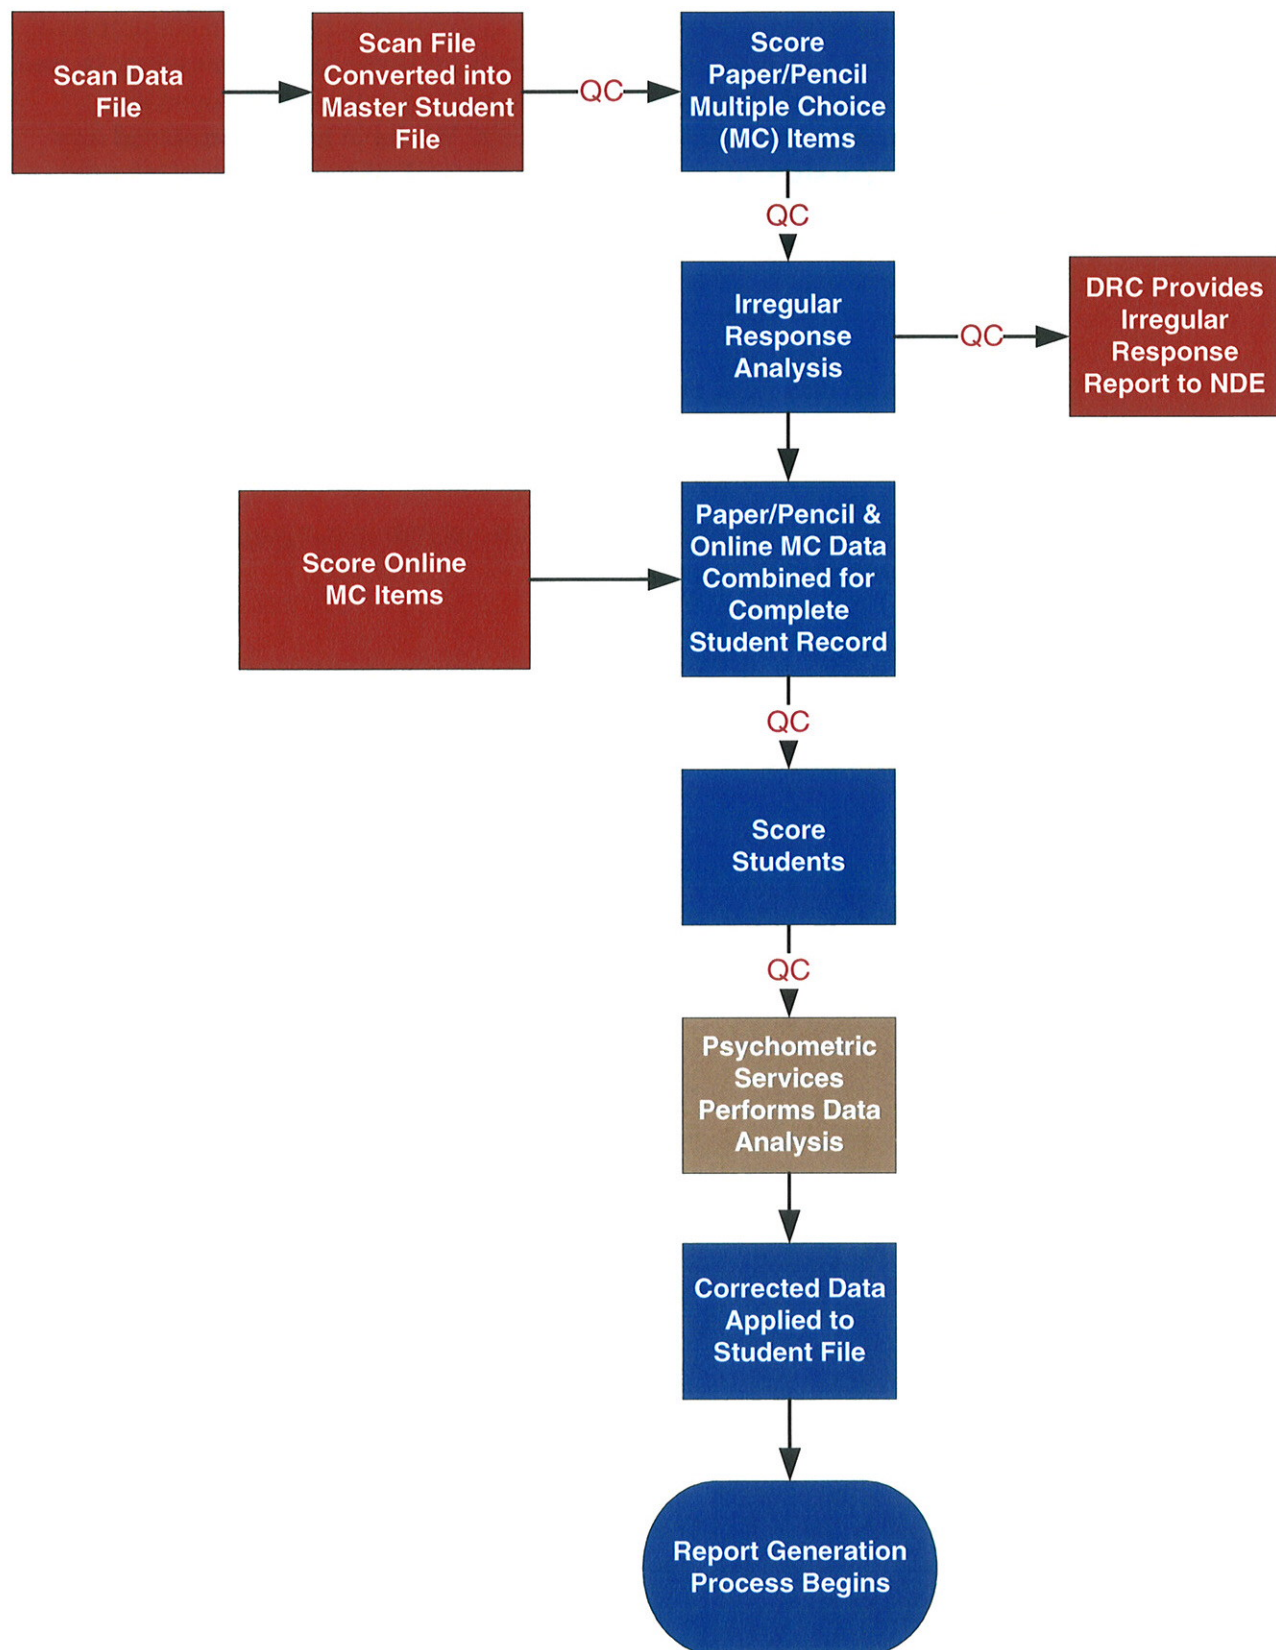 Scan Data
File
Scan File
Converted into
Master Student
File
QC
Score
Paper/Pencil
Multiple Choice
(MC) Items
QC
Irregular
Response
Analysis
QC
DRC Provides
Irregular
Response
Report to NDE
Score Online
MC Items
Paper/Pencil &
Online MC Data
Combined for
Complete
Student Record
QC
Score
Students
QC
Psychometric
Services
Performs Data
Analysis
Corrected Data
Applied to
Student File
Report Generation
Process Begins